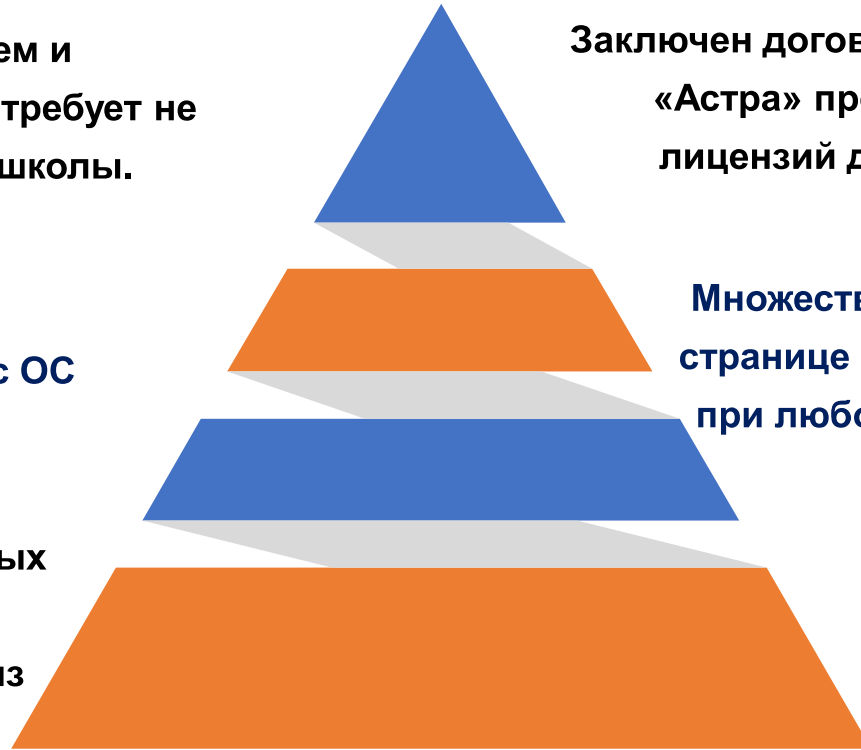 ем и
требует не
школы.
Заключен догов
«Астра» пр
лицензий д
с ОС
Множеств
странице
при любо
ых
из